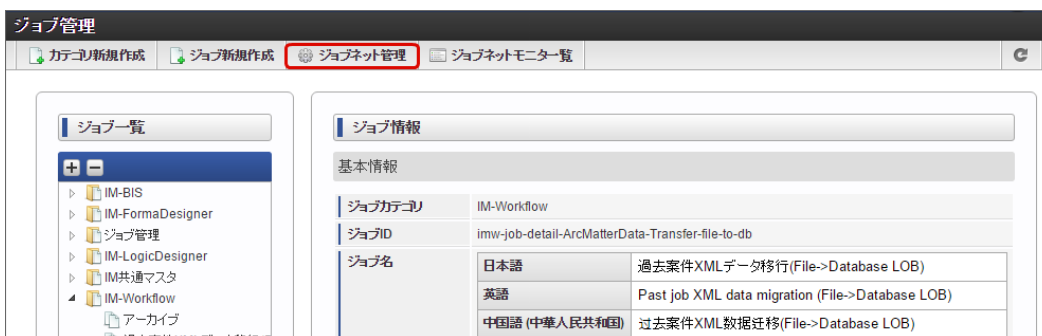 ジョブ管理
カテゴリ新規作成 ジョブ新規作成 ジョブネット管理 ジョブネットモニター覧
ジョブ一覧
IM-BIS
IM-FormaDesigner
ジョブ管理
IM-LogicDesigner
IM共通マスタ
IM-Workflow
アーカイブ
ジョブ情報
基本情報
ジョブカテゴリ IM-Workflow
ジョブID imw-job-detail-ArcMatterData-Transfer-file-to-db
ジョブ名 日本語 過去案件XMLデータ移行(File->Database LOB)
英語 Past job XML data migration (File->Database LOB)
中国語 (中華人民共和国) 过去案件XML数据迁移(File->Database LOB)